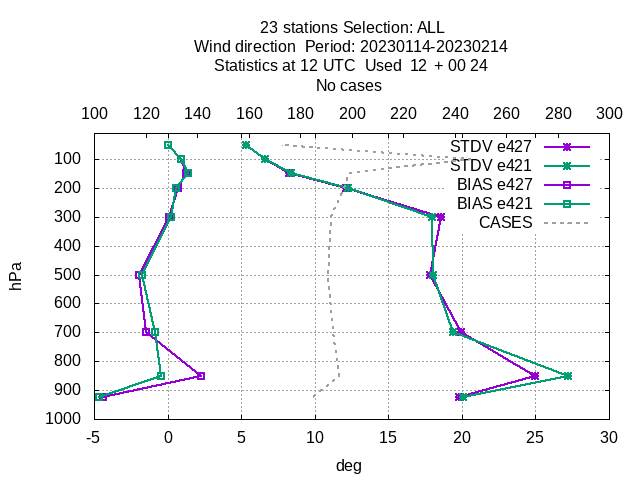 23 stations Selection: ALL
Wind direction  Period: 20230114-20230214
Statistics at 12 UTC  Used  12 + 00 24
No cases
100 120 140 160 180 200 220 240 260 280 300
STDV e427
STDV e421
BIAS e427
BIAS e421
CASES
hPa
100
200
300
400
500
600
700
800
900
1000
-5 0 5 10 15 20 25 30
deg